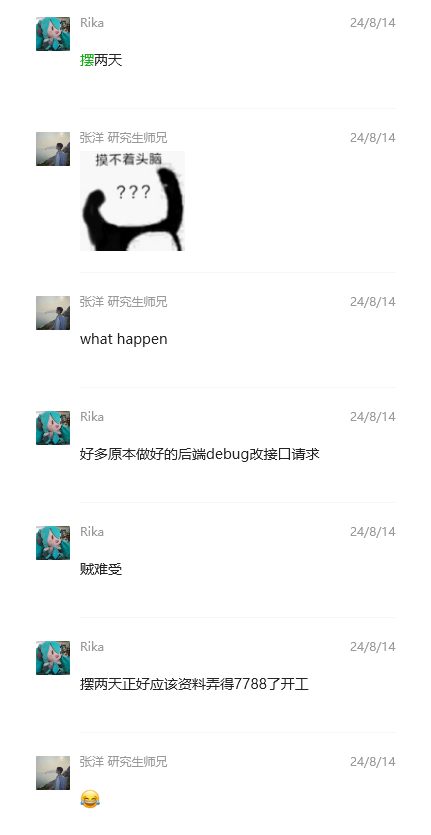 Rika 24/8/14
摆两天
张洋 研究生师兄 24/8/14
摸不着头脑
???
张洋 研究生师兄 24/8/14
what happen
Rika 24/8/14
好多原本做好的后端debug改接口请求
Rika 24/8/14
贼难受
Rika 24/8/14
摆两天正好应该资料弄得7788了开工
张洋 研究生师兄 24/8/14
😂